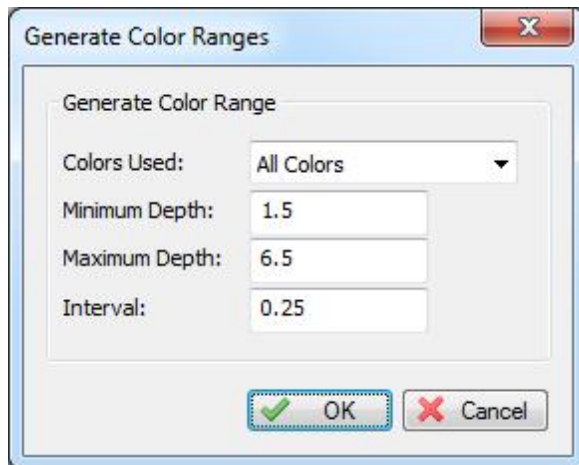 Generate Color Ranges
Generate Color Range
Colors Used: All Colors
Minimum Depth: 1.5
Maximum Depth: 6.5
Interval: 0.25
OK Cancel